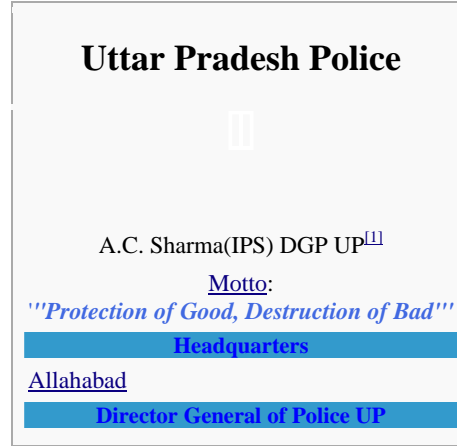 Uttar Pradesh Police
A.C. Sharma(IPS) DGP UP[1]
Motto:
'"Protection of Good, Destruction of Bad"'
Headquarters
Allahabad
Director General of Police UP